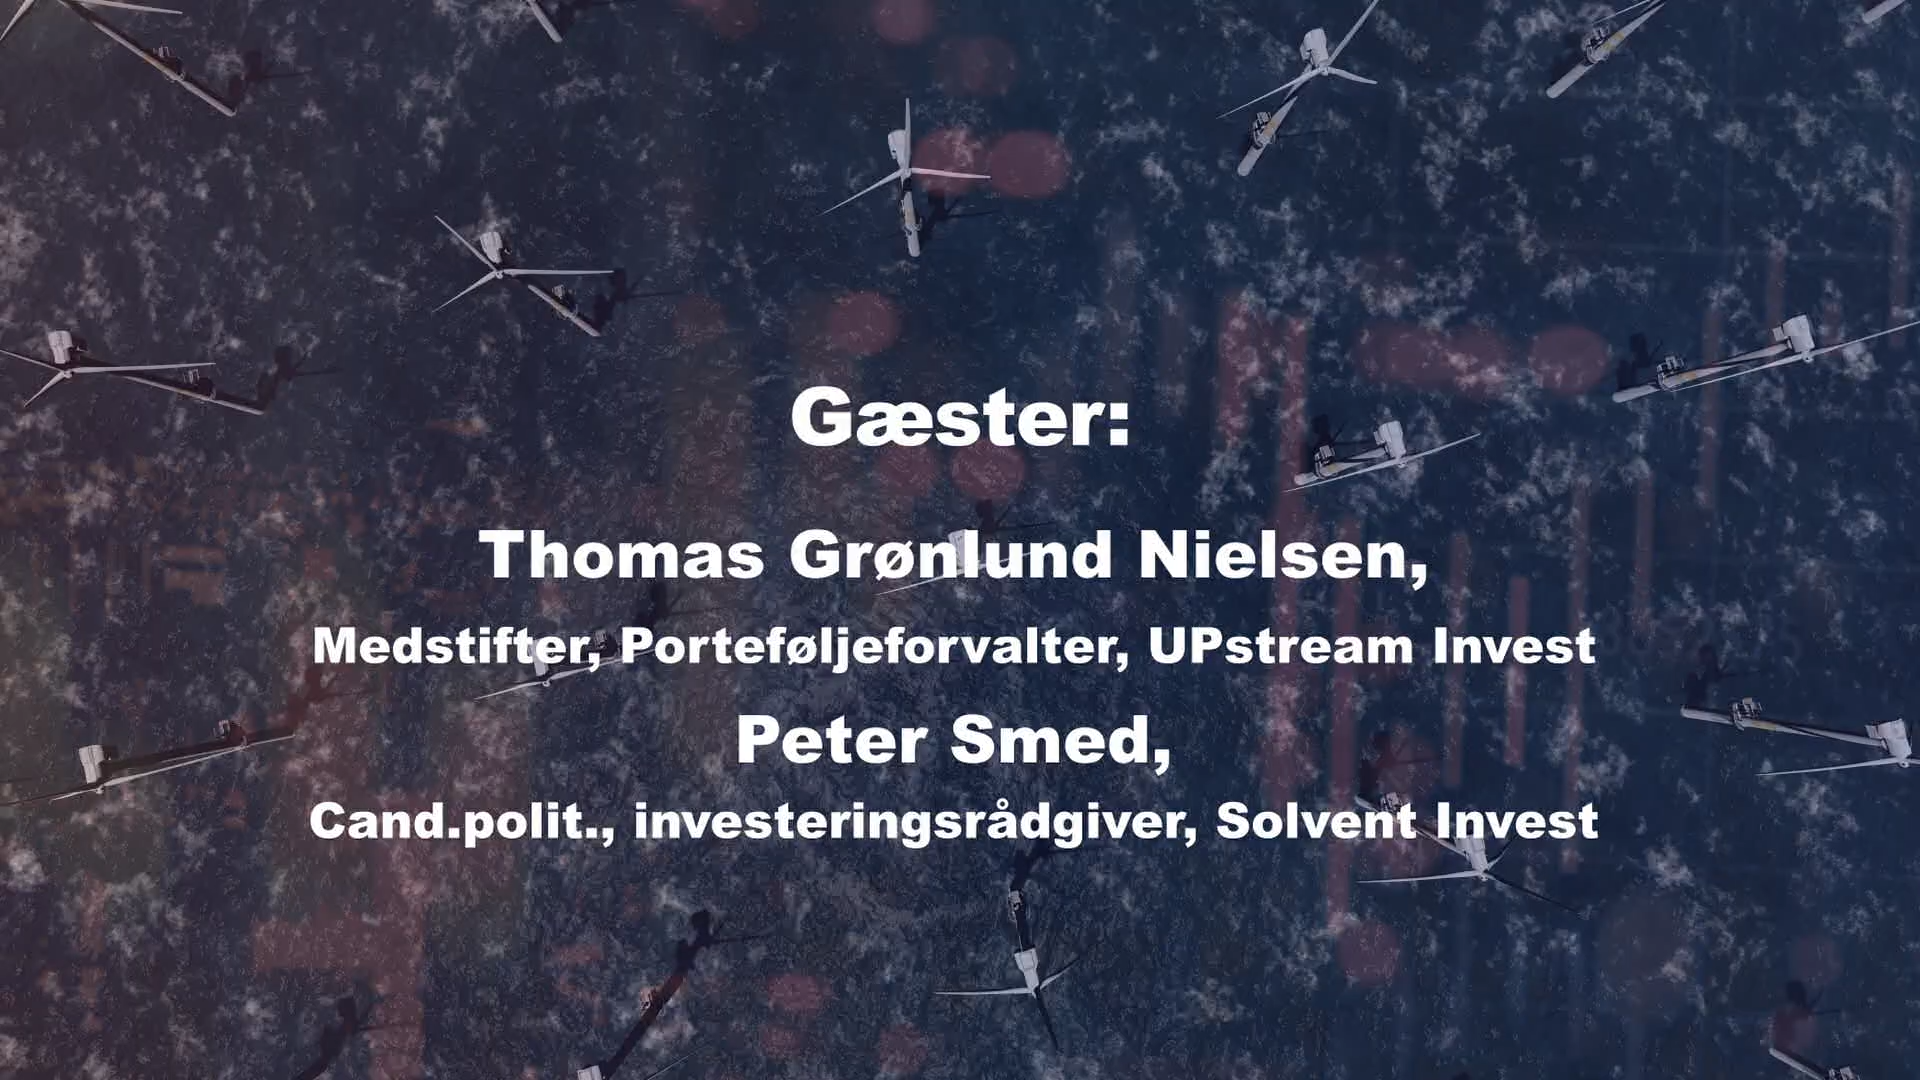 Gæster:
Thomas Grønlund Nielsen,
Medstifter, Porteføljeforvalter, UPstream Invest
Peter Smed,
Cand.polit., investeringsrådgiver, Solvent Invest